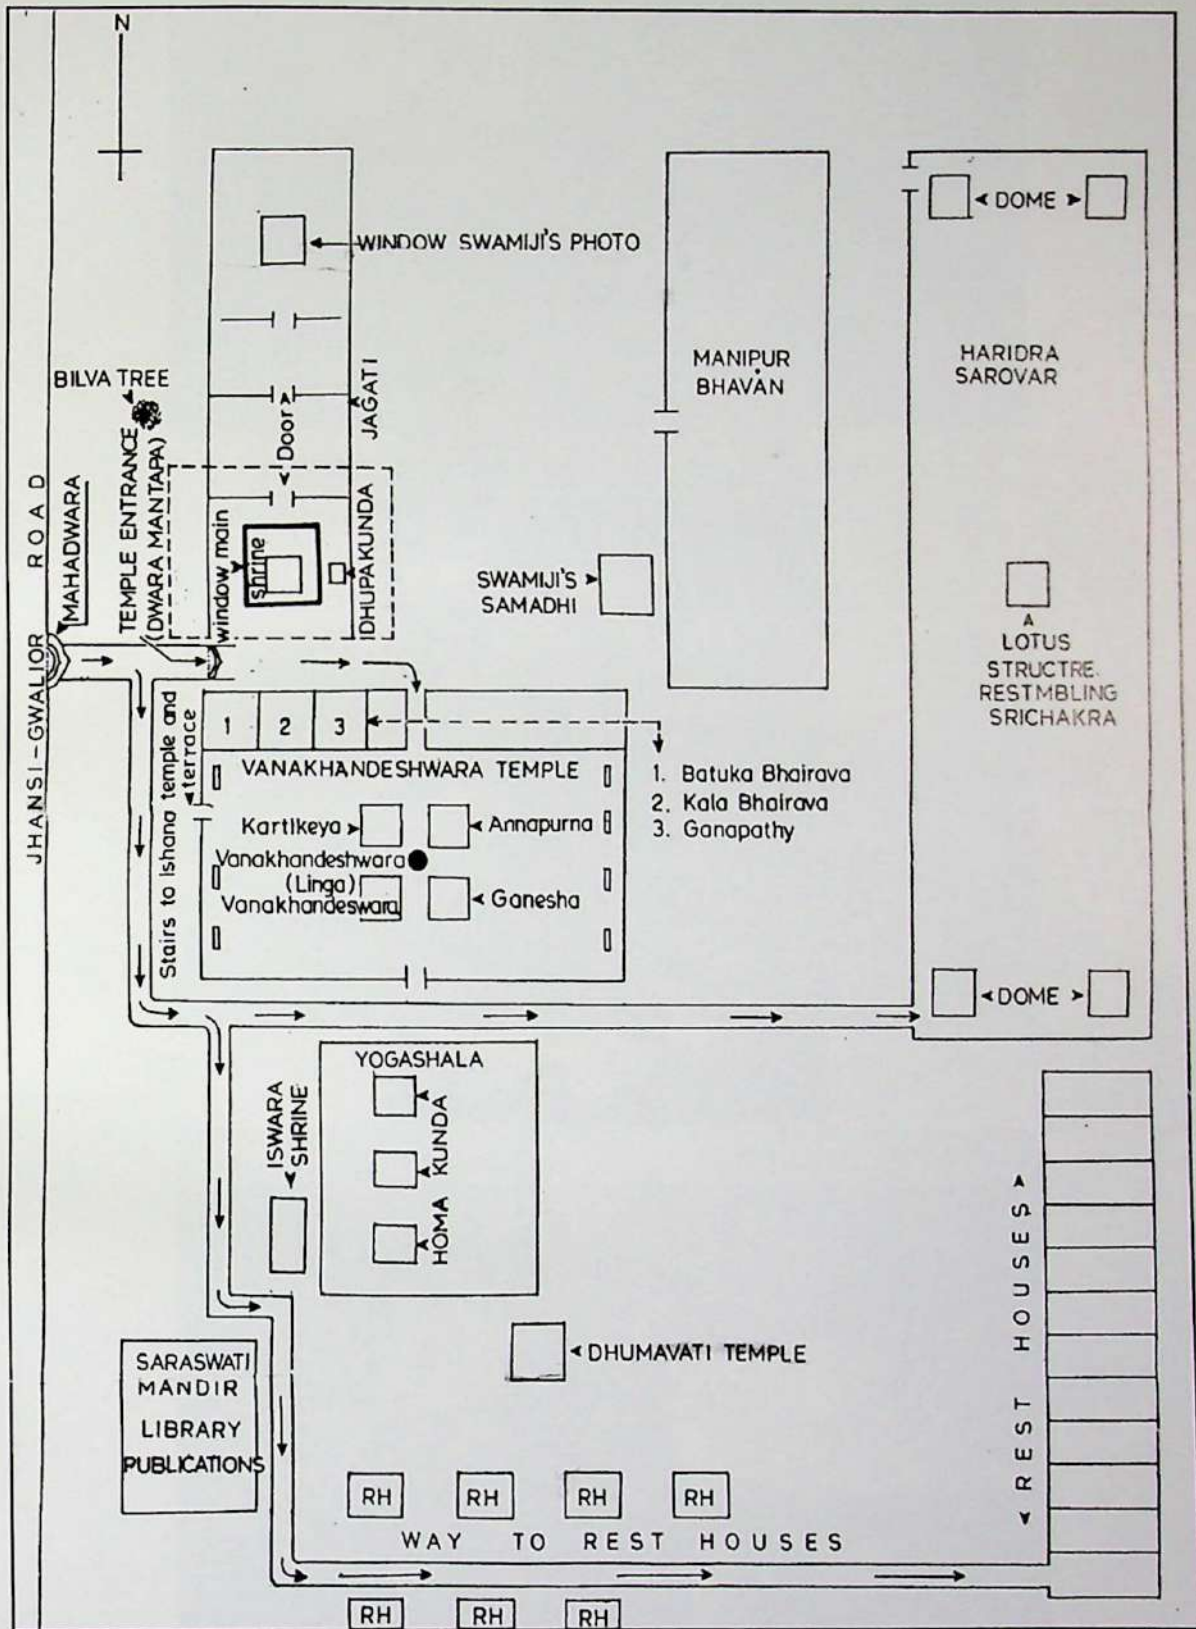 N
WINDOW SWAMIJI'S PHOTO
DOME
BILVA TREE
JAGATI
Door
MANIPUR
BHAVAN
HARIDRA
SAROVAR
JHANSI-GWALIOR ROAD
MAHADWARA
TEMPLE ENTRANCE
(DWARA MANTAPA)
window main
shrine
DHUPAKUNDA
SWAMIJI'S
SAMADHI
LOTUS
STRUCTRE
RESTMBLING
SRICHAKRA
Stairs to Ishana temple and
terrace
1
2
3
VANAKHANDESHWARA TEMPLE
1. Batuka Bhairava
2. Kala Bhairava
3. Ganapathy
Kartikeya
Annapurna
Vanakhandeshwara
(Linga)
Vanakhandeswara
Ganesha
DOME
YOGASHALA
ISWARA
SHRINE
HOMA KUNDA
REST HOUSES
DHUMAVATI TEMPLE
SARASWATI
MANDIR
LIBRARY
PUBLICATIONS
RH RH RH RH
WAY TO REST HOUSES
RH RH RH